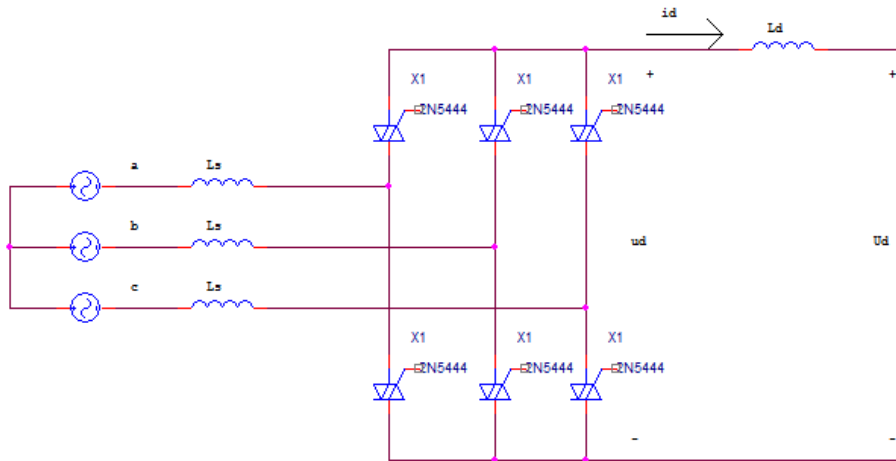 id
Ld
+
+
X1 X1 X1
2N5444 2N5444 2N5444
a Ls
b Ls
ud Ud
c Ls
X1 X1 X1
2N5444 2N5444 2N5444
- -